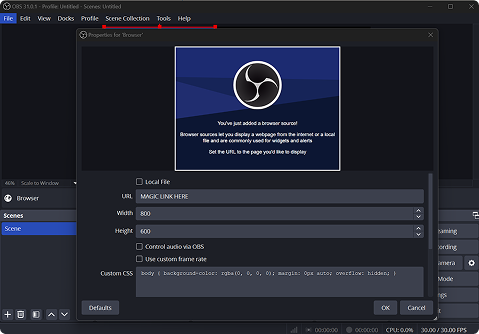 OBS 31.0.1 - Profile: Untitled - Scenes: Untitled
File Edit View Docks Profile Scene Collection Tools Help
Properties for 'Browser'
You've just added a browser source!
Browser sources let you display a webpage from the internet or a local
file and are commonly used for widgets and alerts
Set the URL to the page you'd like to display
46% Scale to Window
Local File
Browser
URL MAGIC LINK HERE
Width 800
Scenes
Scene
Height 600
eaming
Control audio via OBS
ording
Use custom frame rate
amera
Custom CSS body { background-color: rgba(0, 0, 0, 0); margin: 0px auto; overflow: hidden; }
Mode
ngs
Defaults OK Cancel
00:00:00 00:00:00 CPU: 0.0% 30.00 / 30.00 FPS